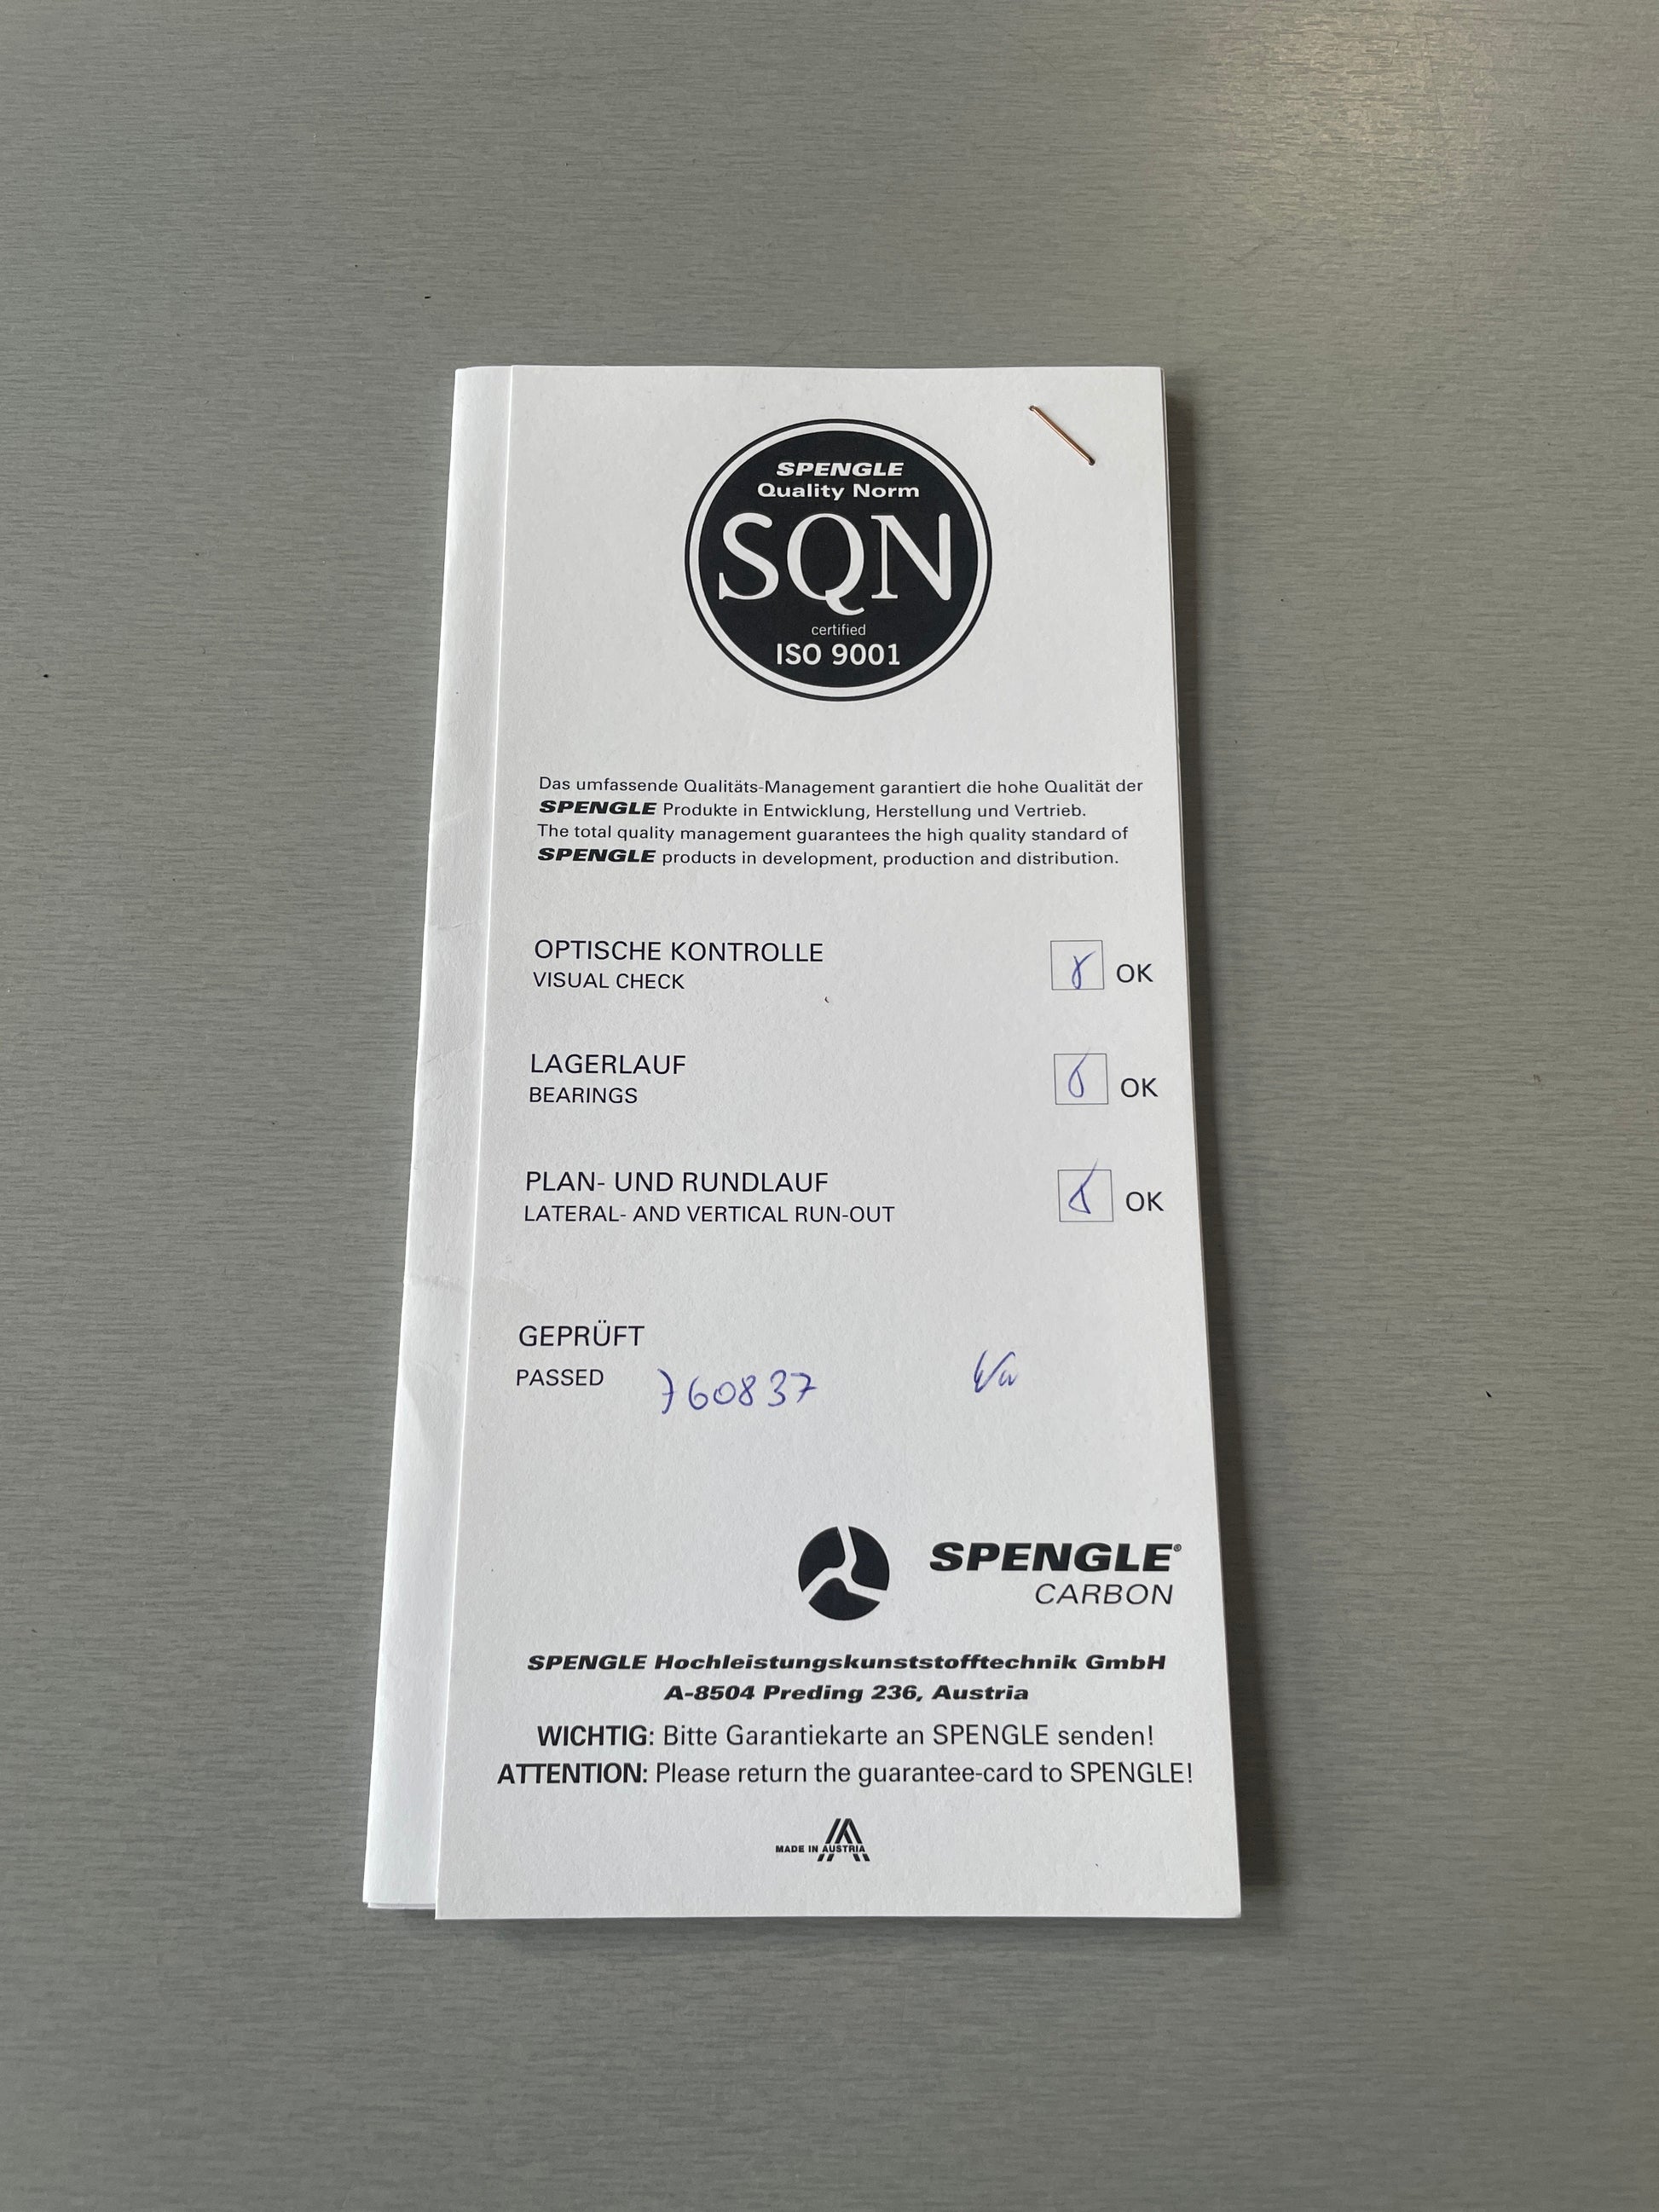 SPENGLE
Quality Norm
SQN
certified
ISO 9001
Das umfassende Qualitäts-Management garantiert die hohe Qualität der
SPENGLE Produkte in Entwicklung, Herstellung und Vertrieb.
The total quality management guarantees the high quality standard of
SPENGLE products in development, production and distribution.
OPTISCHE KONTROLLE
VISUAL CHECK
OK
LAGERLAUF
BEARINGS
OK
PLAN- UND RUNDLAUF
LATERAL- AND VERTICAL RUN-OUT
OK
GEPRÜFT
PASSED 760837
SPENGLE®
CARBON
SPENGLE Hochleistungskunststofftechnik GmbH
A-8504 Preding 236, Austria
WICHTIG: Bitte Garantiekarte an SPENGLE senden!
ATTENTION: Please return the guarantee-card to SPENGLE!
MADE IN AUSTRIA